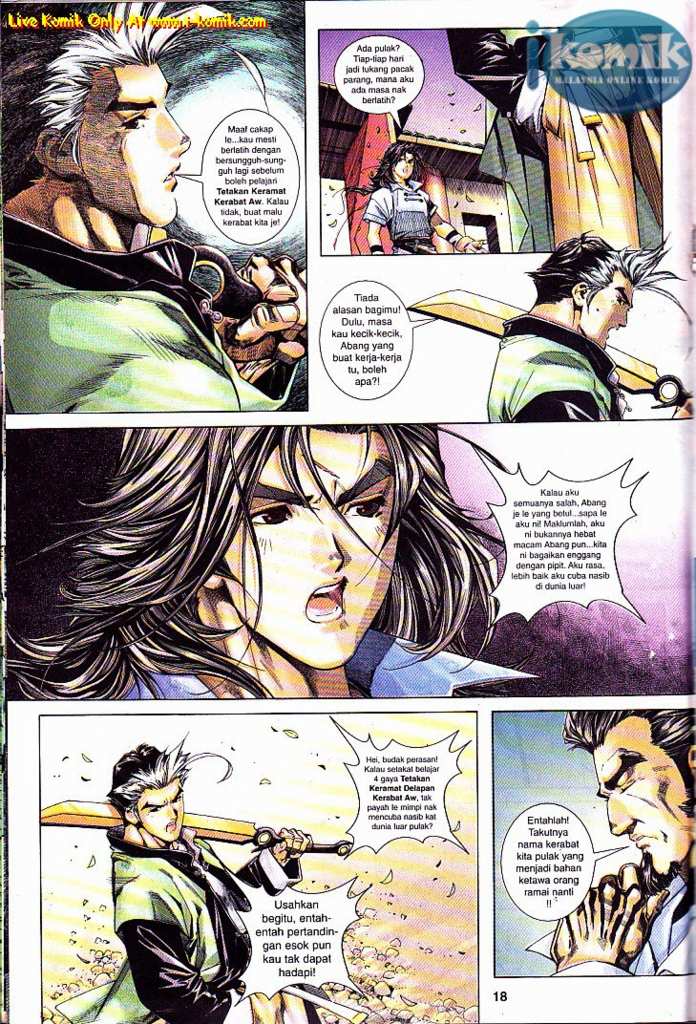 Live Komik Only At www.i-komik.com
i komik
MALAYSIA ONLINE KOMIK
Maaf cakap
le...kau mesti
berlatih dengan
bersungguh-sung-
guh lagi sebelum
boleh pelajari
Tetakan Keramat
Kerabat Aw. Kalau
tidak, buat malu
kerabat kita je!
Ada pulak?
Tiap-tiap hari
jadi tukang pacak
parang, mana aku
ada masa nak
berlatih?
Tiada
alasan bagimu!
Dulu, masa
kau kecik-kecik,
Abang yang
buat kerja-kerja
tu, boleh
apa?!
Kalau aku
semuanya salah, Abang
je le yang betul...sapa le
aku ni! Maklumlah, aku
ni bukannya hebat
macam Abang pun...kita
ni bagaikan enggang
dengan pipit. Aku rasa,
lebih baik aku cuba nasib
di dunia luar!
Hei, budak perasan!
Kalau setakat belajar
4 gaya Tetakan
Keramat Delapan
Kerabat Aw, tak
payah le mimpi nak
mencuba nasib kat
dunia luar pulak?
Usahkan
begitu, entah-
entah pertandin-
gan esok pun
kau tak dapat
hadapi!
Entahlah!
Takutnya
nama kerabat
kita pulak yang
menjadi bahan
ketawa orang
ramai nanti
!!
18